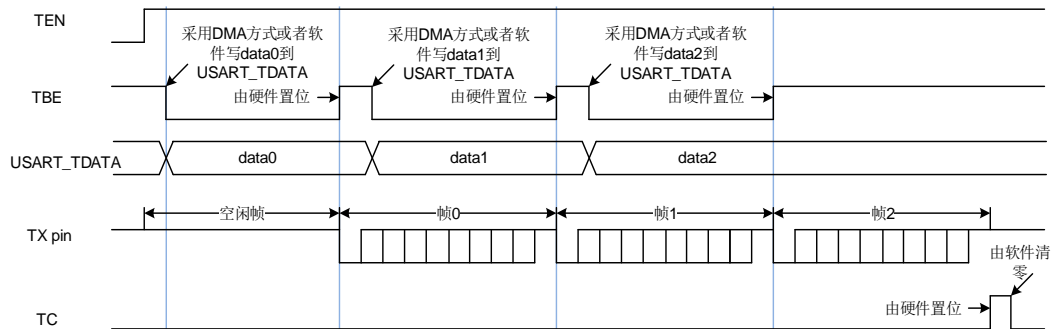 TEN
采用DMA方式或者软
件写data0到
USART_TDATA
采用DMA方式或者软
件写data1到
USART_TDATA
采用DMA方式或者软
件写data2到
USART_TDATA
TBE
由硬件置位
由硬件置位
由硬件置位
USART_TDATA
data0
data1
data2
空闲帧
帧0
帧1
帧2
TX pin
由软件清
零
由硬件置位
TC